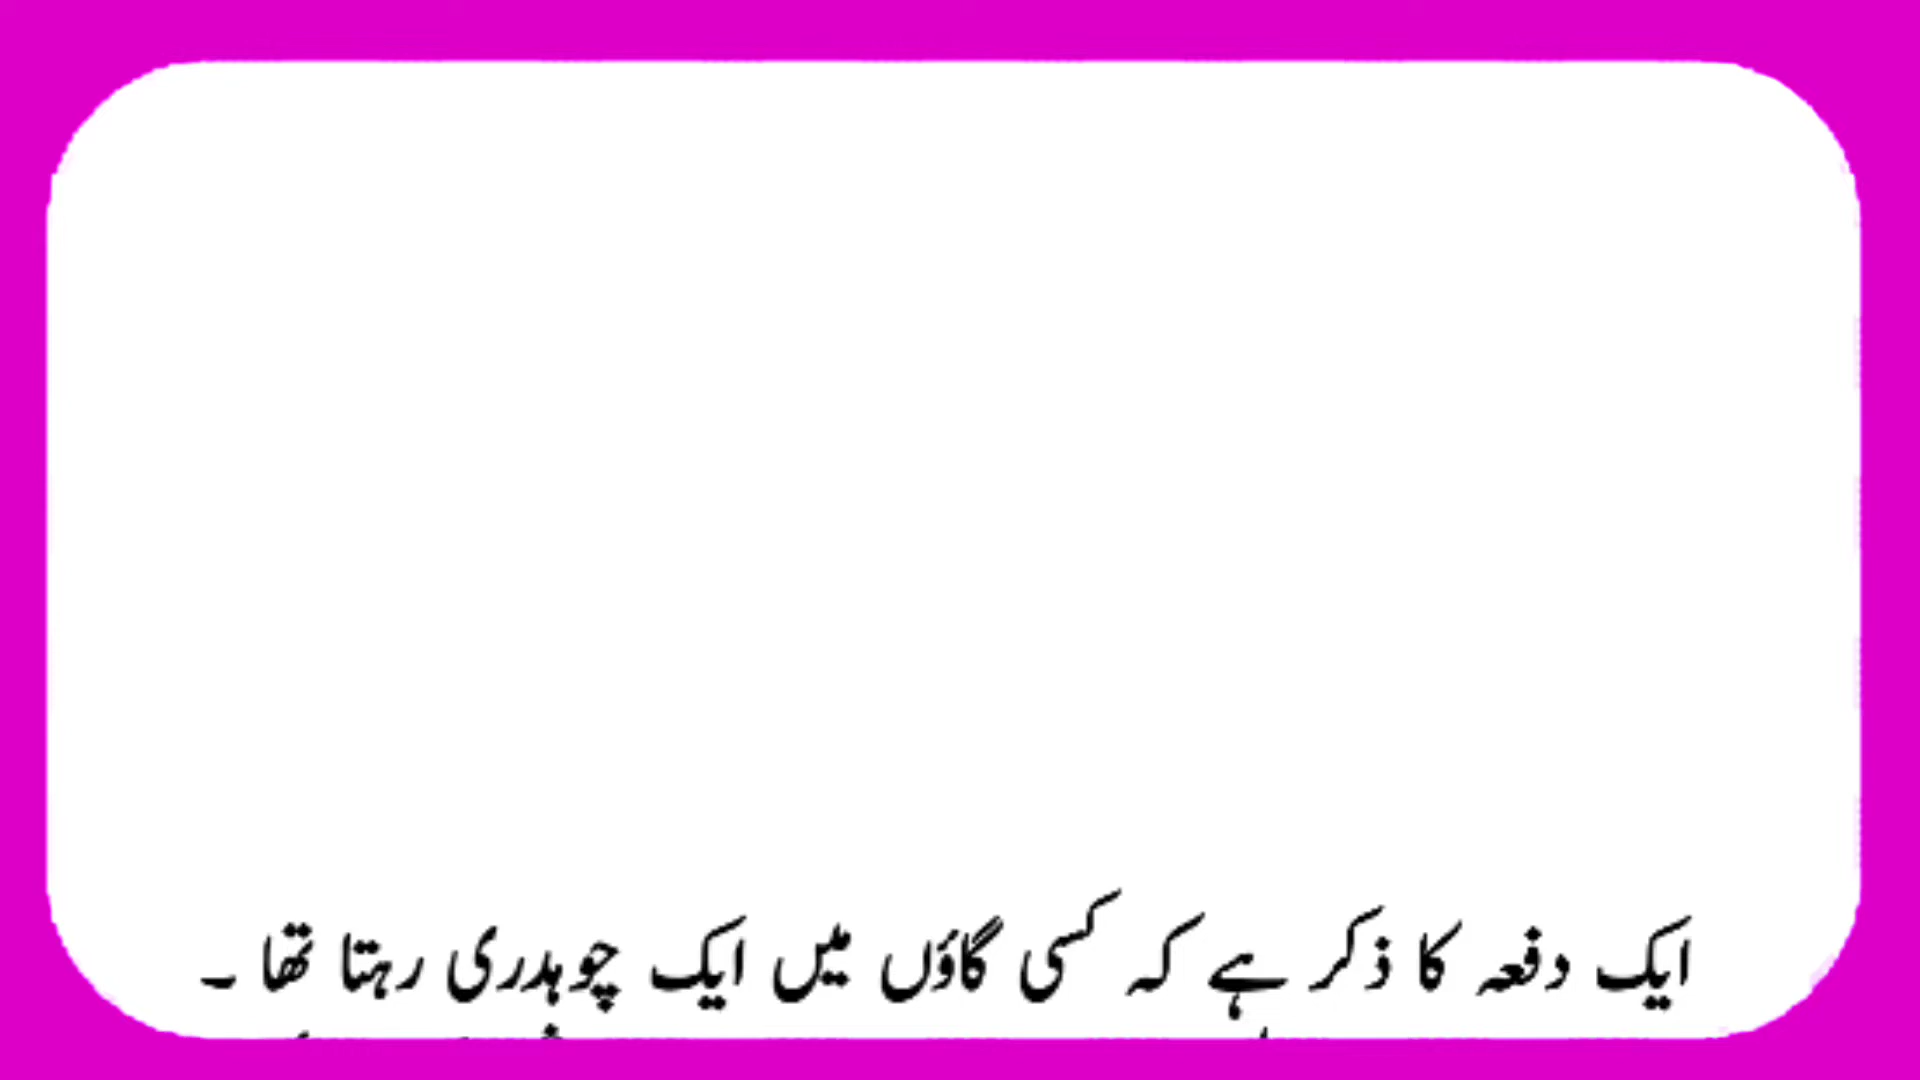 ایک دفعہ کا ذکر ہے کہ کسی گاؤں میں ایک چوہدری رہتا تھا ۔